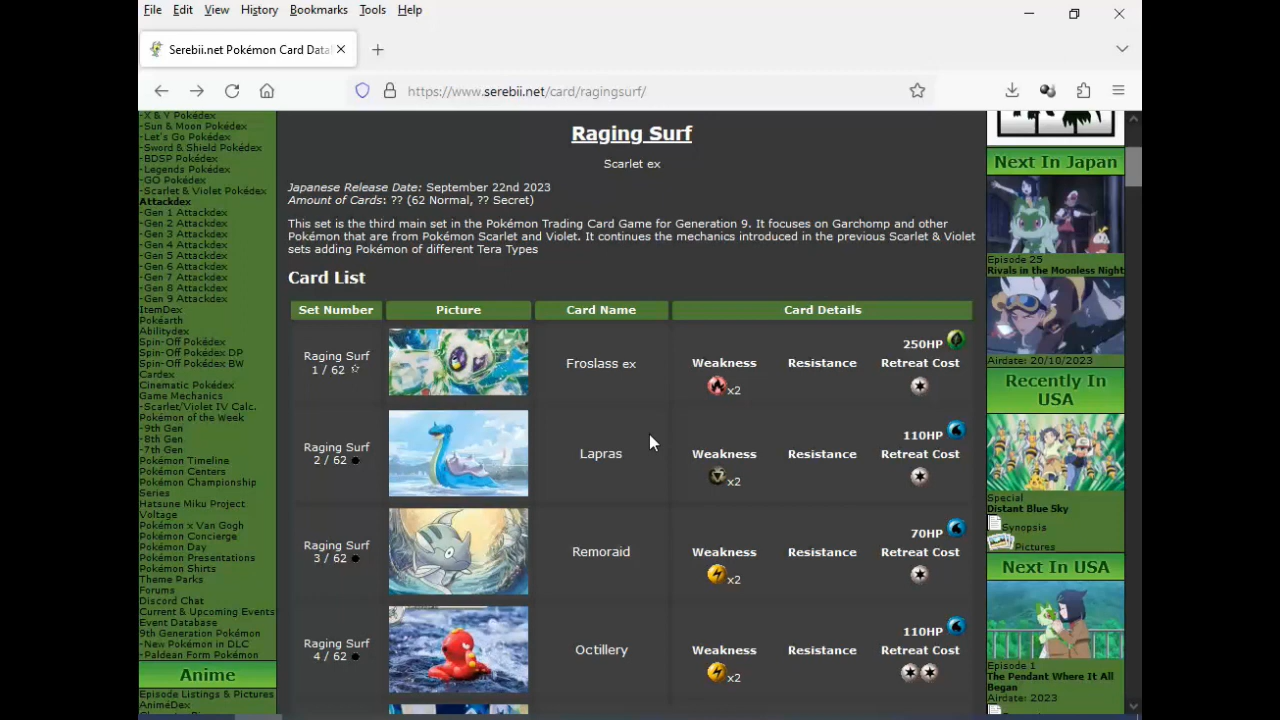 File Edit View History Bookmarks Tools Help
Serebii.net Pokémon Card Data
https://www.serebii.net/card/ragingsurf/
-X & Y Pokédex
-Sun & Moon Pokédex
-Let's Go Pokédex
-Sword & Shield Pokédex
-BDSP Pokédex
-Legends Pokédex
-GO Pokédex
-Scarlet & Violet Pokédex
Attackdex
-Gen 1 Attackdex
-Gen 2 Attackdex
-Gen 3 Attackdex
-Gen 4 Attackdex
-Gen 5 Attackdex
-Gen 6 Attackdex
-Gen 7 Attackdex
-Gen 8 Attackdex
-Gen 9 Attackdex
ItemDex
Pokéarth
Abilitydex
Spin-Off Pokédex
Spin-Off Pokédex DP
Spin-Off Pokédex BW
Cardex
Cinematic Pokédex
Game Mechanics
-Scarlet/Violet IV Calc.
Pokémon of the Week
-9th Gen
-8th Gen
-7th Gen
Pokémon Timeline
Pokémon Centers
Pokémon Championship
Series
Hatsune Miku Project
Voltage
Pokémon x Van Gogh
Pokémon Concierge
Pokémon Day
Pokémon Presentations
Pokémon Shirts
Theme Parks
Forums
Discord Chat
Current & Upcoming Events
Event Database
9th Generation Pokémon
-New Pokémon in DLC
-Paldean Form Pokémon
Anime
Episode Listings & Pictures
AniméDex
Raging Surf
Scarlet ex
Japanese Release Date: September 22nd 2023
Amount of Cards: ?? (62 Normal, ?? Secret)
This set is the third main set in the Pokémon Trading Card Game for Generation 9. It focuses on Garchomp and other
Pokémon that are from Pokémon Scarlet and Violet. It continues the mechanics introduced in the previous Scarlet & Violet
sets adding Pokémon of different Tera Types
Card List
Set Number Picture Card Name Card Details
Raging Surf
1 / 62
Froslass ex
250HP
Weakness Resistance Retreat Cost
x2
Raging Surf
2 / 62
Lapras
110HP
Weakness Resistance Retreat Cost
x2
Raging Surf
3 / 62
Remoraid
70HP
Weakness Resistance Retreat Cost
x2
Raging Surf
4 / 62
Octillery
110HP
Weakness Resistance Retreat Cost
x2
Next In Japan
Episode 25
Rivals in the Moonless Night
Airdate: 20/10/2023
Recently In
USA
Special
Distant Blue Sky
Synopsis
Pictures
Next In USA
Episode 1
The Pendant Where It All
Began
Airdate: 2023